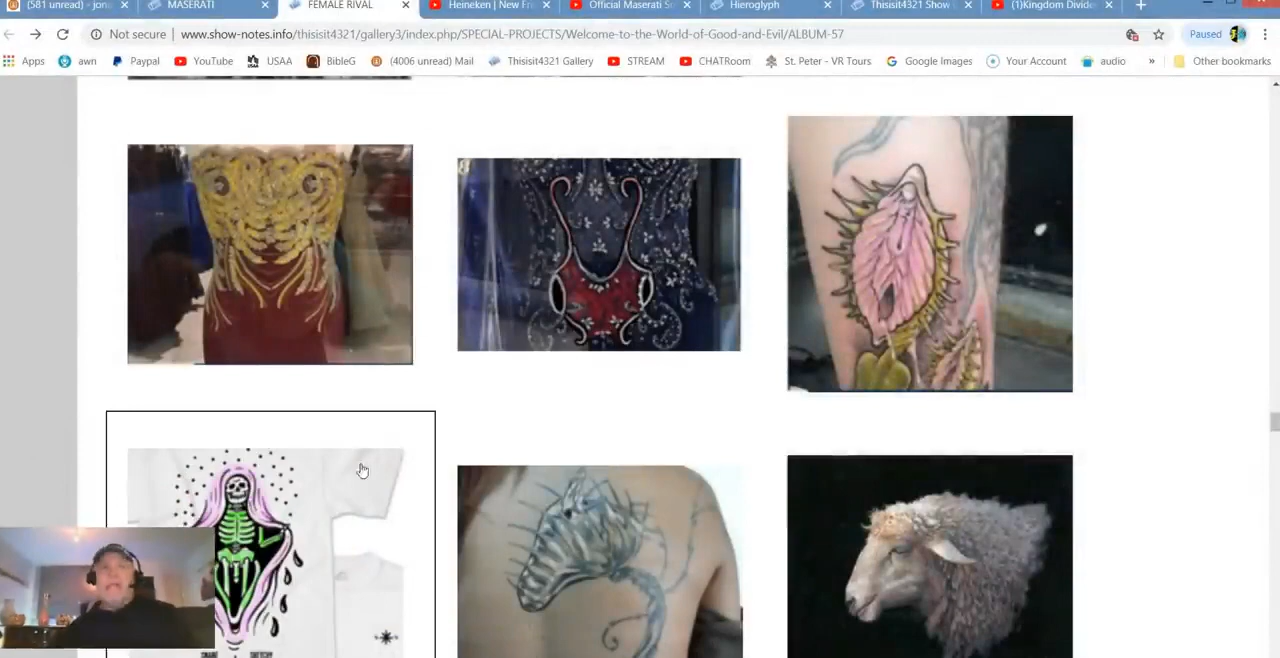 (581 unread) - jona
MASERATI
FEMALE RIVAL
Heineken | New Fri
Official Maserati Su
Hieroglyph
Thisisit4321 Show
(1)Kingdom Divide
Not secure
www.show-notes.info/thisisit4321/gallery3/index.php/SPECIAL-PROJECTS/Welcome-to-the-World-of-Good-and-Evil/ALBUM-57
Paused
Apps
awn
Paypal
YouTube
USAA
BibleG
(4006 unread) Mail
Thisisit4321 Gallery
STREAM
CHATRoom
St. Peter - VR Tours
Google Images
Your Account
audio
»
Other bookmarks